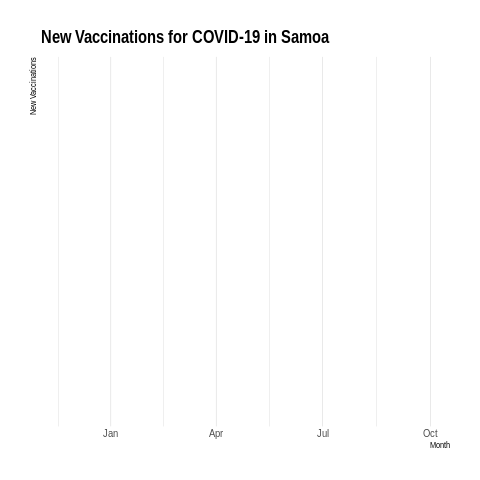 New Vaccinations for COVID-19 in Samoa
New Vaccinations
Jan Apr Jul Oct
Month